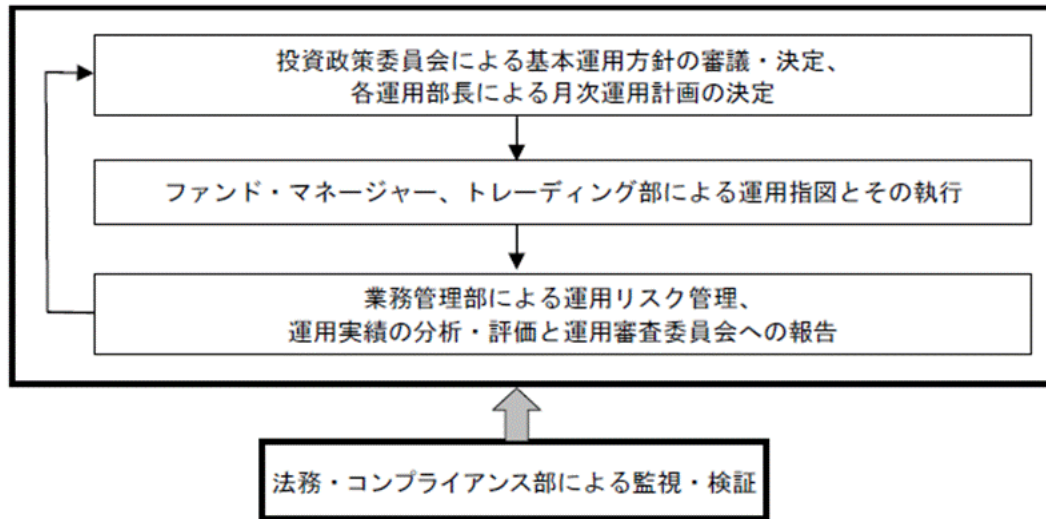 投資政策委員会による基本運用方針の審議・決定、
各運用部長による月次運用計画の決定
ファンド・マネージャー、トレーディング部による運用指図とその執行
業務管理部による運用リスク管理、
運用実績の分析・評価と運用審査委員会への報告
法務・コンプライアンス部による監視・検証